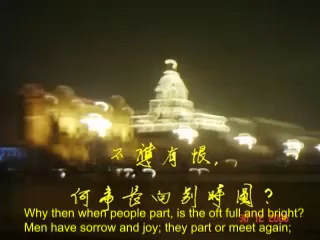 不應有恨,
何事長向別時圓?
Why then when people part, is the oft full and bright?
Men have sorrow and joy; they part or meet again;